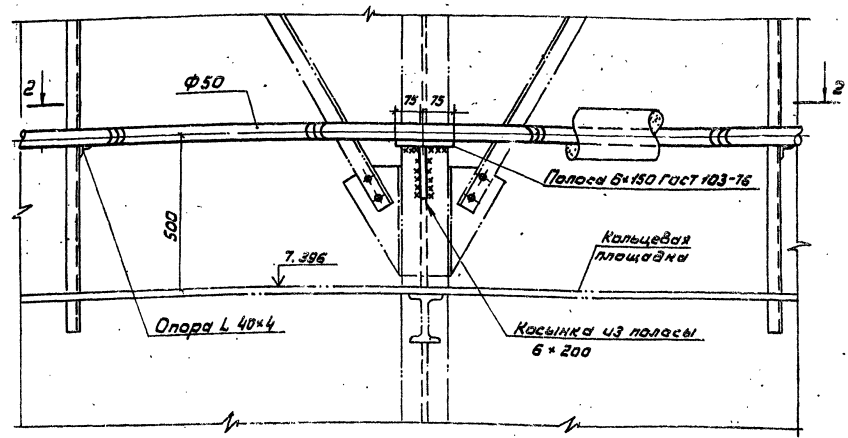 2
Ф50
75
75
2
Полоса 6×150 Гост 103-76
500
Кольцевая
площадка
7.396
Опора L 40×4
Косынка из полосы
6×200